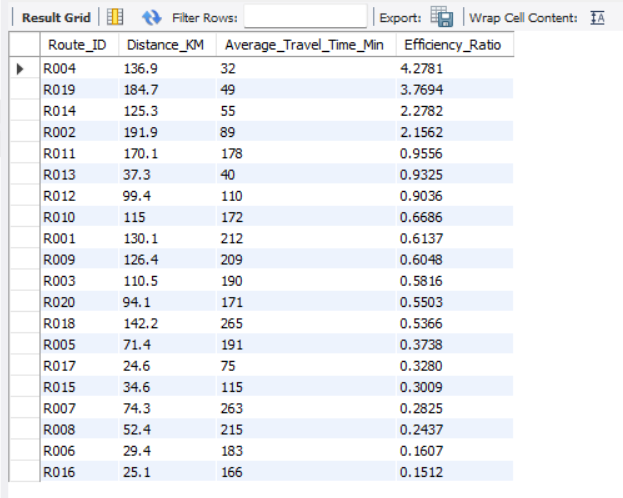 Result Grid Filter Rows: Export: Wrap Cell Content: IA
Route_ID Distance_KM Average_Travel_Time_Min Efficiency_Ratio
R004 136.9 32 4.2781
R019 184.7 49 3.7694
R014 125.3 55 2.2782
R002 191.9 89 2.1562
R011 170.1 178 0.9556
R013 37.3 40 0.9325
R012 99.4 110 0.9036
R010 115 172 0.6686
R001 130.1 212 0.6137
R009 126.4 209 0.6048
R003 110.5 190 0.5816
R020 94.1 171 0.5503
R018 142.2 265 0.5366
R005 71.4 191 0.3738
R017 24.6 75 0.3280
R015 34.6 115 0.3009
R007 74.3 263 0.2825
R008 52.4 215 0.2437
R006 29.4 183 0.1607
R016 25.1 166 0.1512